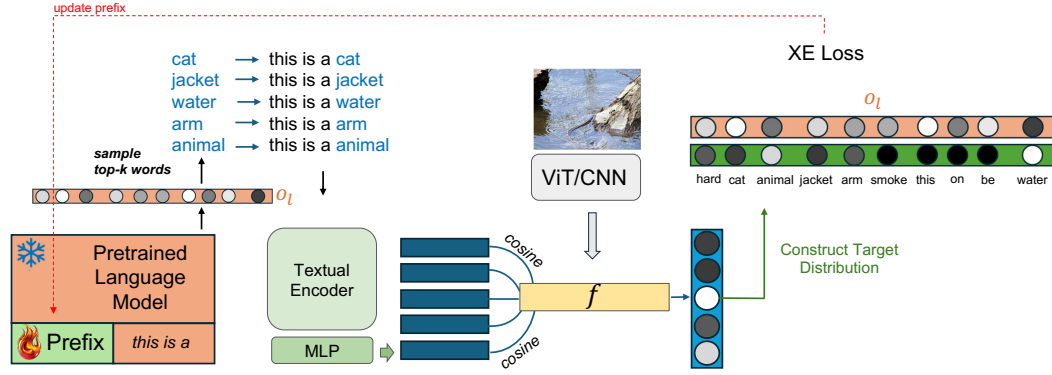 update prefix
cat → this is a cat
jacket → this is a jacket
water → this is a water
arm → this is a arm
animal → this is a animal
sample
top-k words
o_l
Pretrained
Language
Model
Prefix
this is a
Textual
Encoder
MLP
cosine
cosine
ViT/CNN
f
XE Loss
o_l
hard cat animal jacket arm smoke this on be water
Construct Target
Distribution